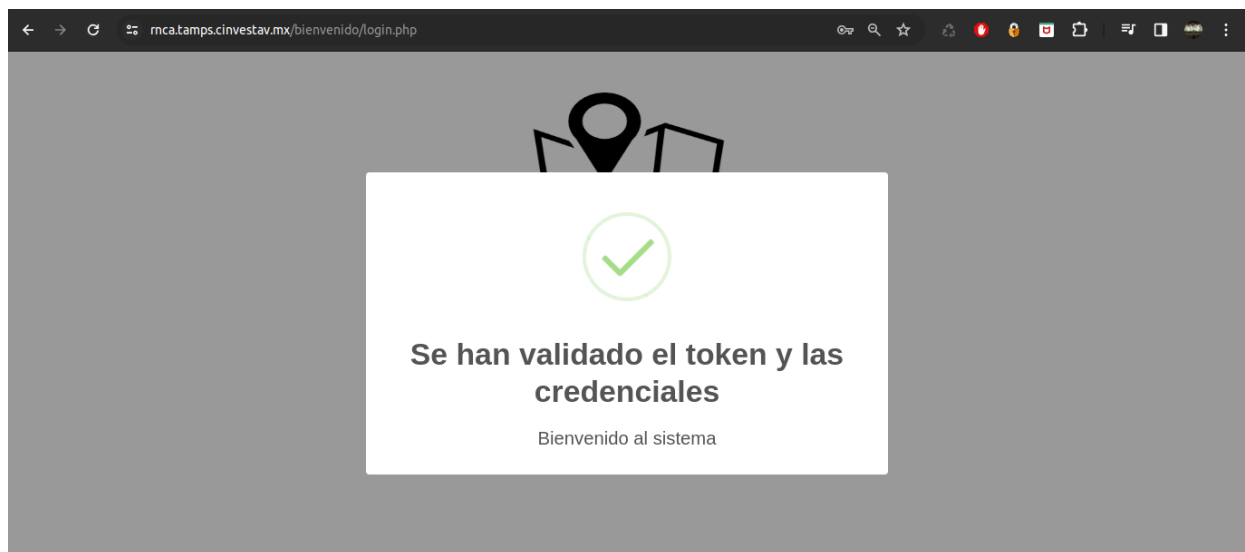 rnca.tamps.cinvestav.mx/bienvenido/login.php
Se han validado el token y las
credenciales
Bienvenido al sistema